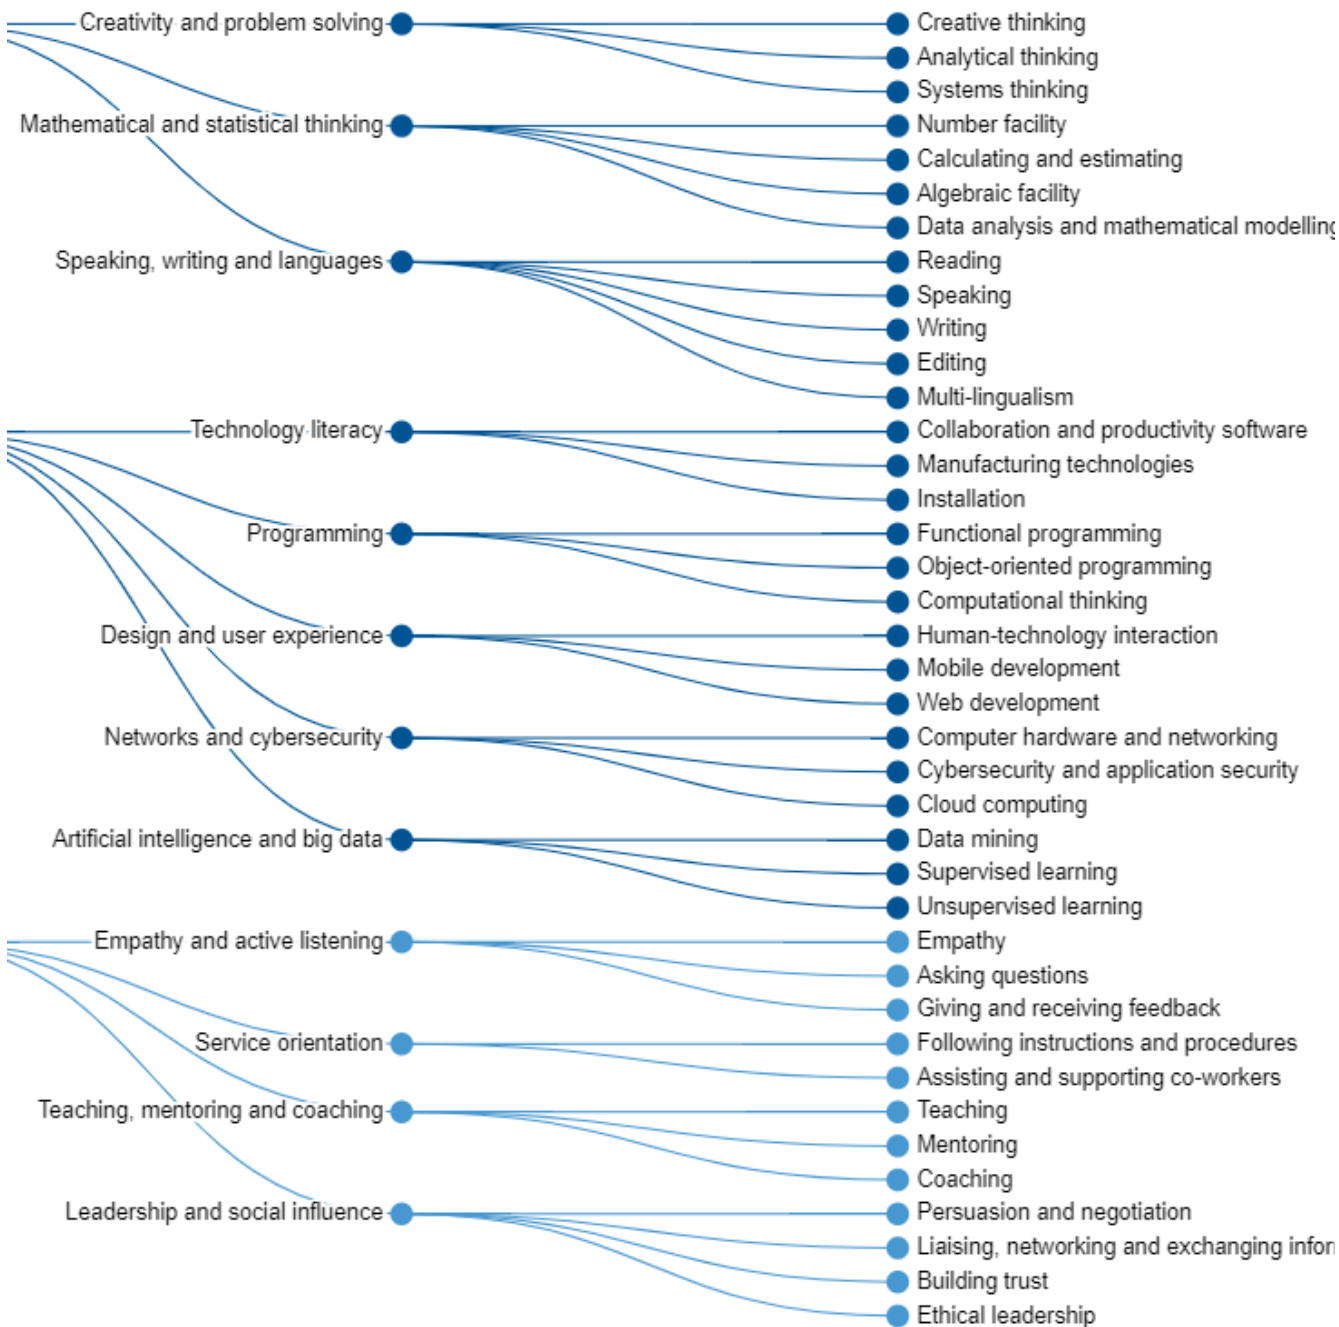 Creativity and problem solving
Creative thinking
Analytical thinking
Systems thinking
Mathematical and statistical thinking
Number facility
Calculating and estimating
Algebraic facility
Data analysis and mathematical modelling
Speaking, writing and languages
Reading
Speaking
Writing
Editing
Multi-lingualism
Technology literacy
Collaboration and productivity software
Manufacturing technologies
Installation
Programming
Functional programming
Object-oriented programming
Computational thinking
Design and user experience
Human-technology interaction
Mobile development
Web development
Networks and cybersecurity
Computer hardware and networking
Cybersecurity and application security
Cloud computing
Artificial intelligence and big data
Data mining
Supervised learning
Unsupervised learning
Empathy and active listening
Empathy
Asking questions
Giving and receiving feedback
Service orientation
Following instructions and procedures
Assisting and supporting co-workers
Teaching, mentoring and coaching
Teaching
Mentoring
Coaching
Leadership and social influence
Persuasion and negotiation
Liaising, networking and exchanging
Building trust
Ethical leadership